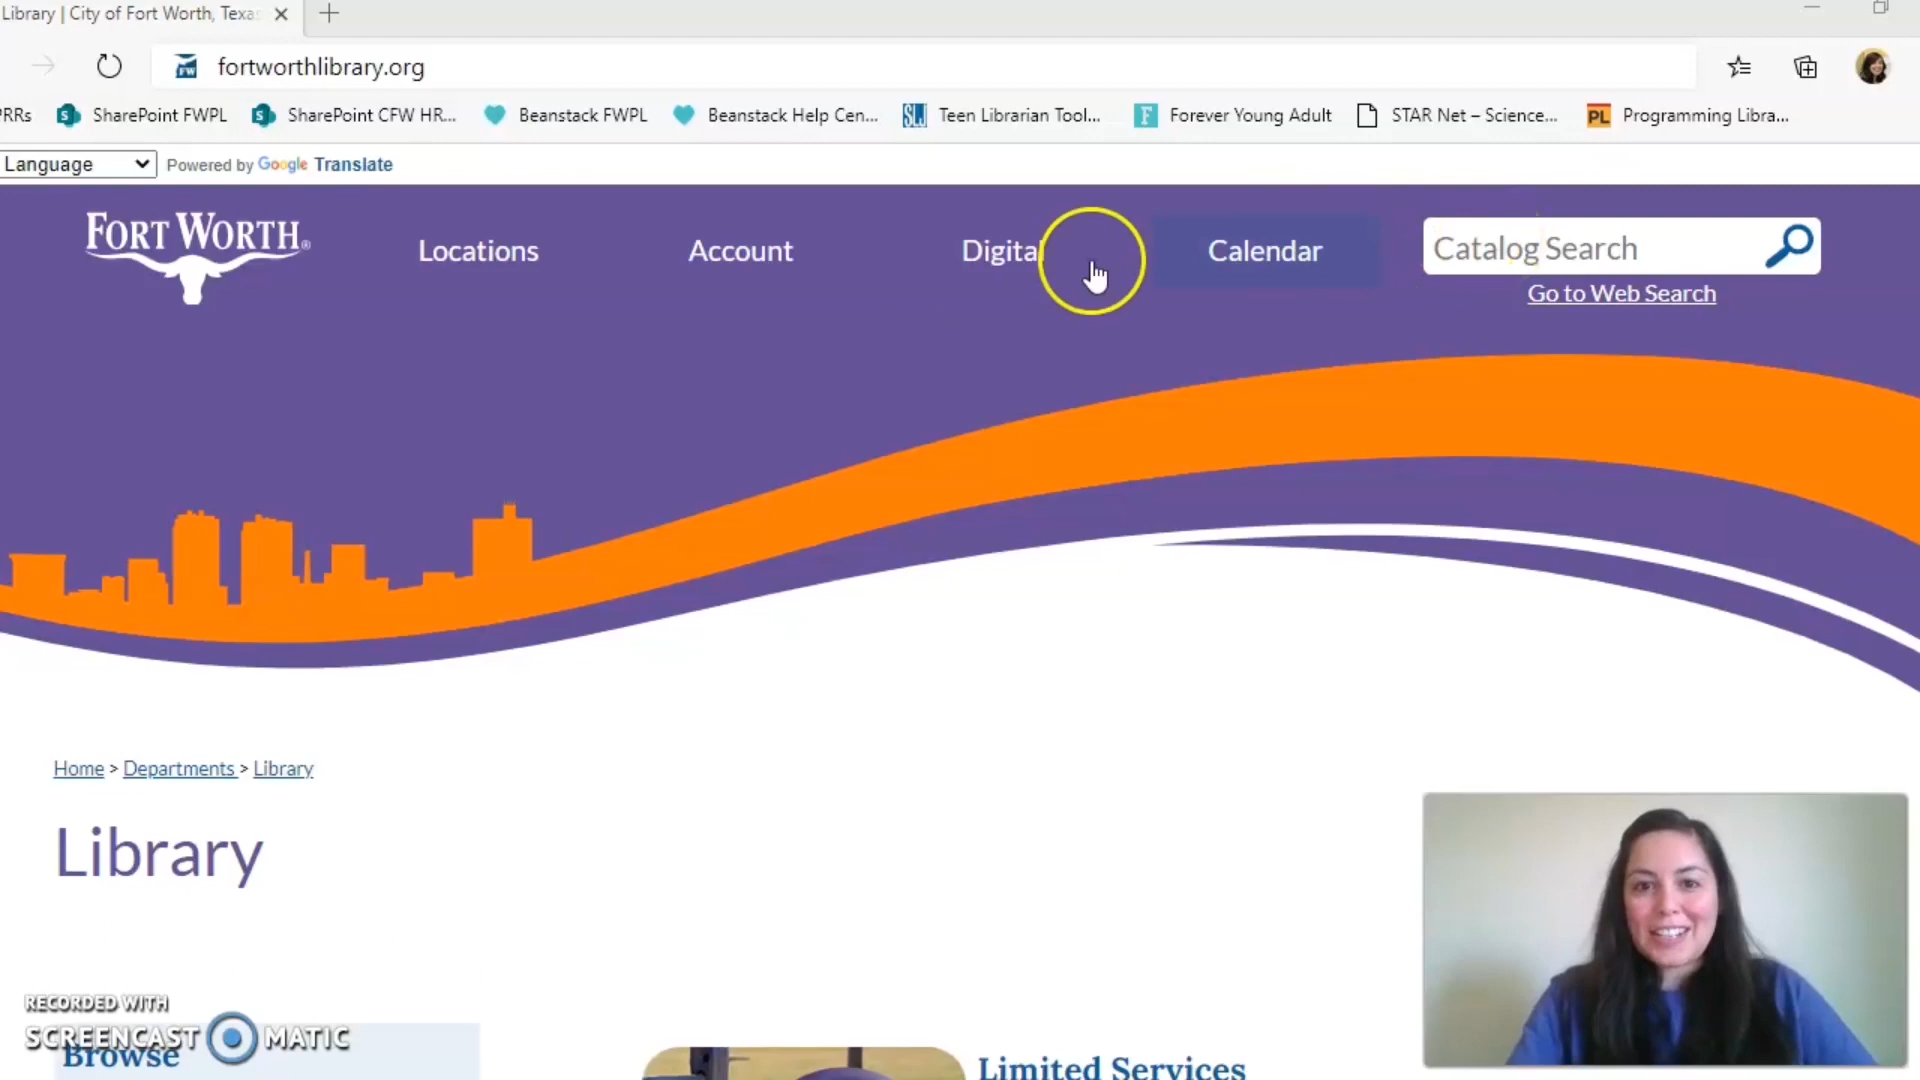 Library | City of Fort Worth, Texas
fortworthlibrary.org
PRRs SharePoint FWPL SharePoint CFW HR... Beanstack FWPL Beanstack Help Cen... SLJ Teen Librarian Tool... F Forever Young Adult STAR Net – Science... PL Programming Libra...
Language Powered by Google Translate
FORT WORTH®
Locations Account Digital Calendar Catalog Search
Go to Web Search
Home > Departments > Library
Library
RECORDED WITH
SCREENCAST MATIC
Browse
Limited Services